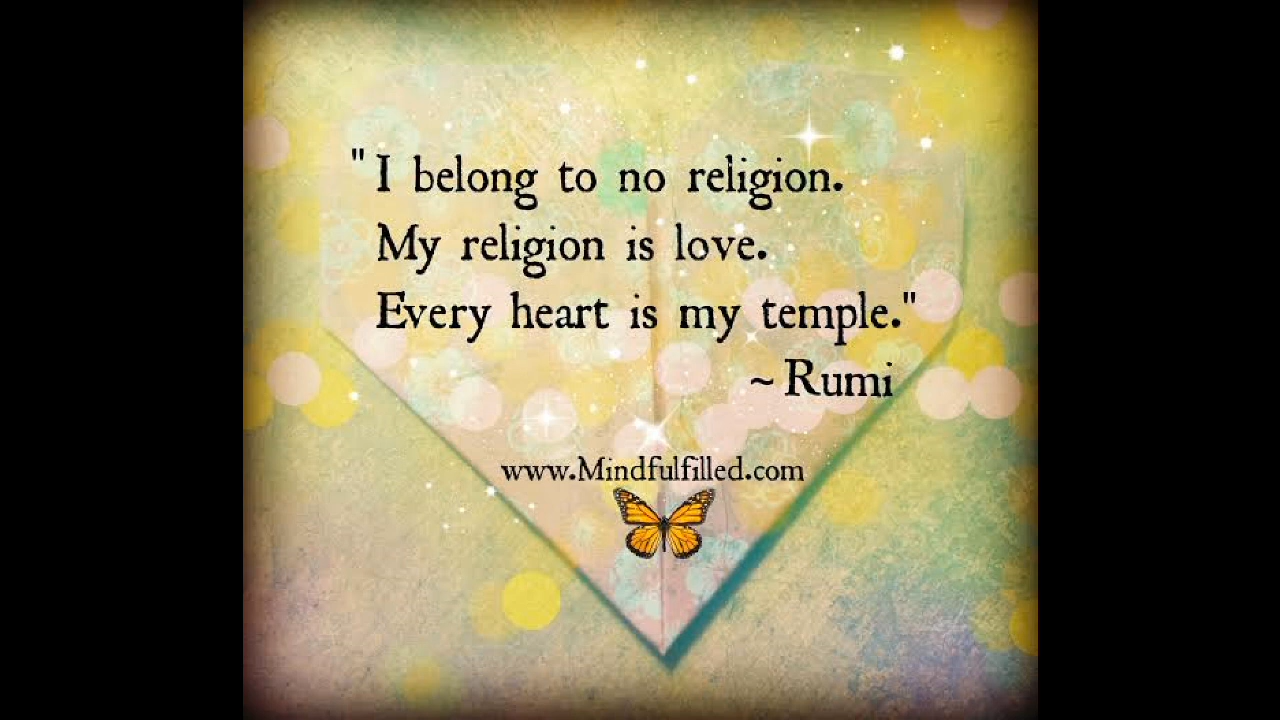 "I belong to no religion.
My religion is love.
Every heart is my temple."
~Rumi
www.Mindfulfilled.com